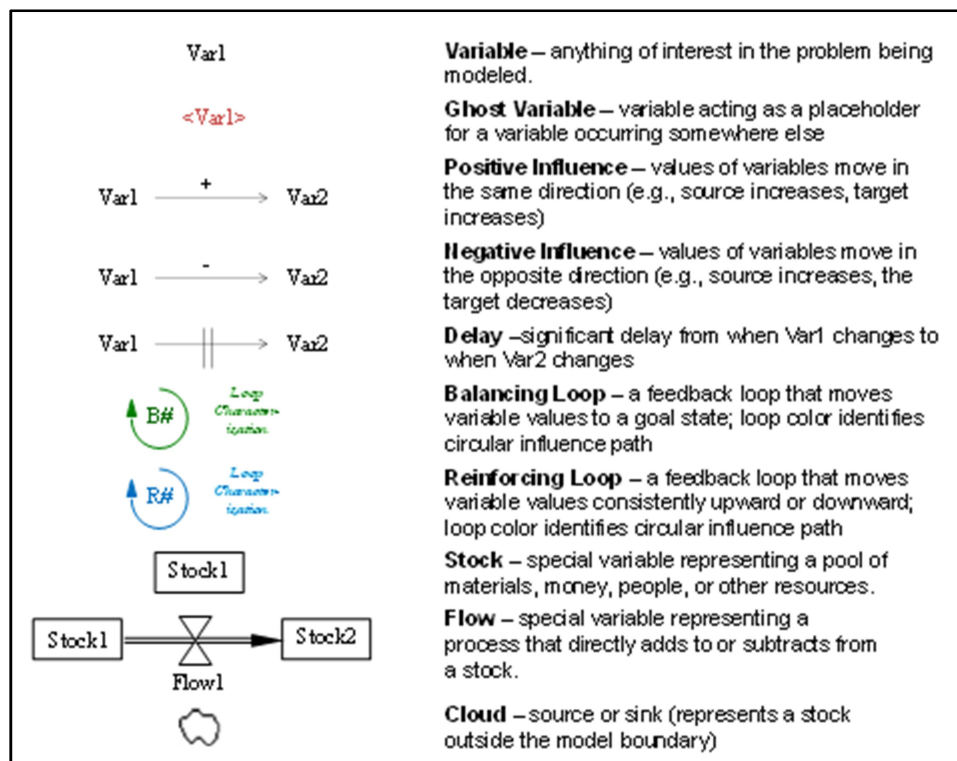 Var1
Variable – anything of interest in the problem being
modeled.
<Var1>
Ghost Variable – variable acting as a placeholder
for a variable occurring somewhere else
Var1 + Var2
Positive Influence – values of variables move in
the same direction (e.g., source increases, target
increases)
Var1 - Var2
Negative Influence – values of variables move in
the opposite direction (e.g., source increases, the
target decreases)
Var1 Var2
Delay –significant delay from when Var1 changes to
when Var2 changes
B#
Loop
Character-
ization
Balancing Loop – a feedback loop that moves
variable values to a goal state; loop color identifies
circular influence path
R#
Loop
Character-
ization
Reinforcing Loop – a feedback loop that moves
variable values consistently upward or downward;
loop color identifies circular influence path
Stock1
Stock – special variable representing a pool of
materials, money, people, or other resources.
Stock1 Stock2
Flow1
Flow – special variable representing a
process that directly adds to or subtracts from
a stock.
Cloud – source or sink (represents a stock
outside the model boundary)